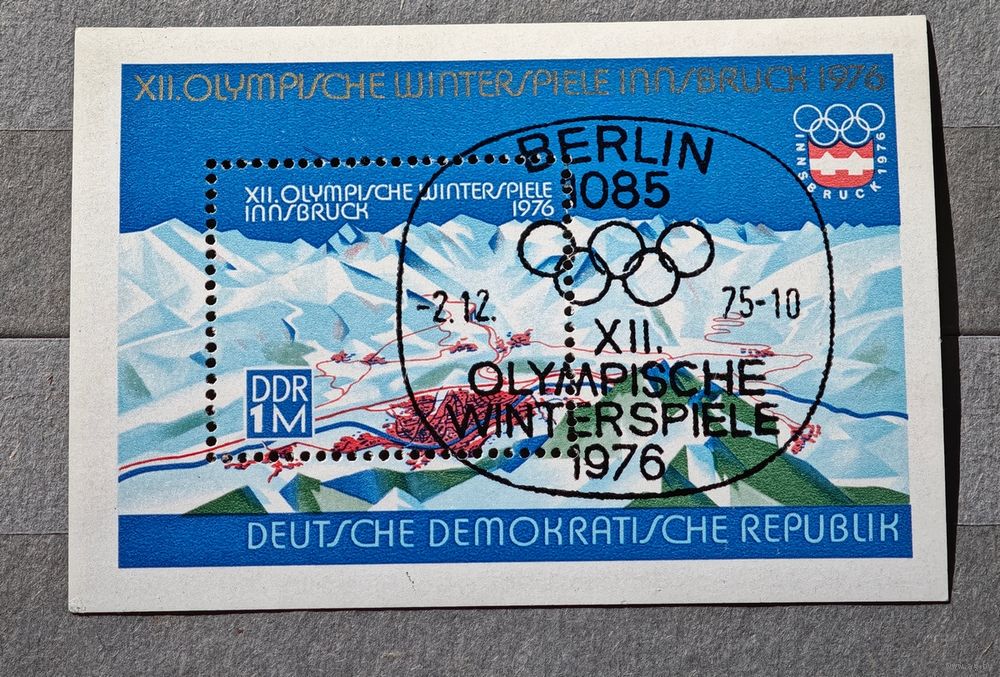 XII. OLYMPISCHE WINTERSPIELE INNSBRUCK 1976
INNSBRUCK 1976
BERLIN
1085
XII. OLYMPISCHE WINTERSPIELE
INNSBRUCK 1976
-2.12. 75-10
XII.
OLYMPISCHE
WINTERSPIELE
1976
DDR
1M
DEUTSCHE DEMOKRATISCHE REPUBLIK